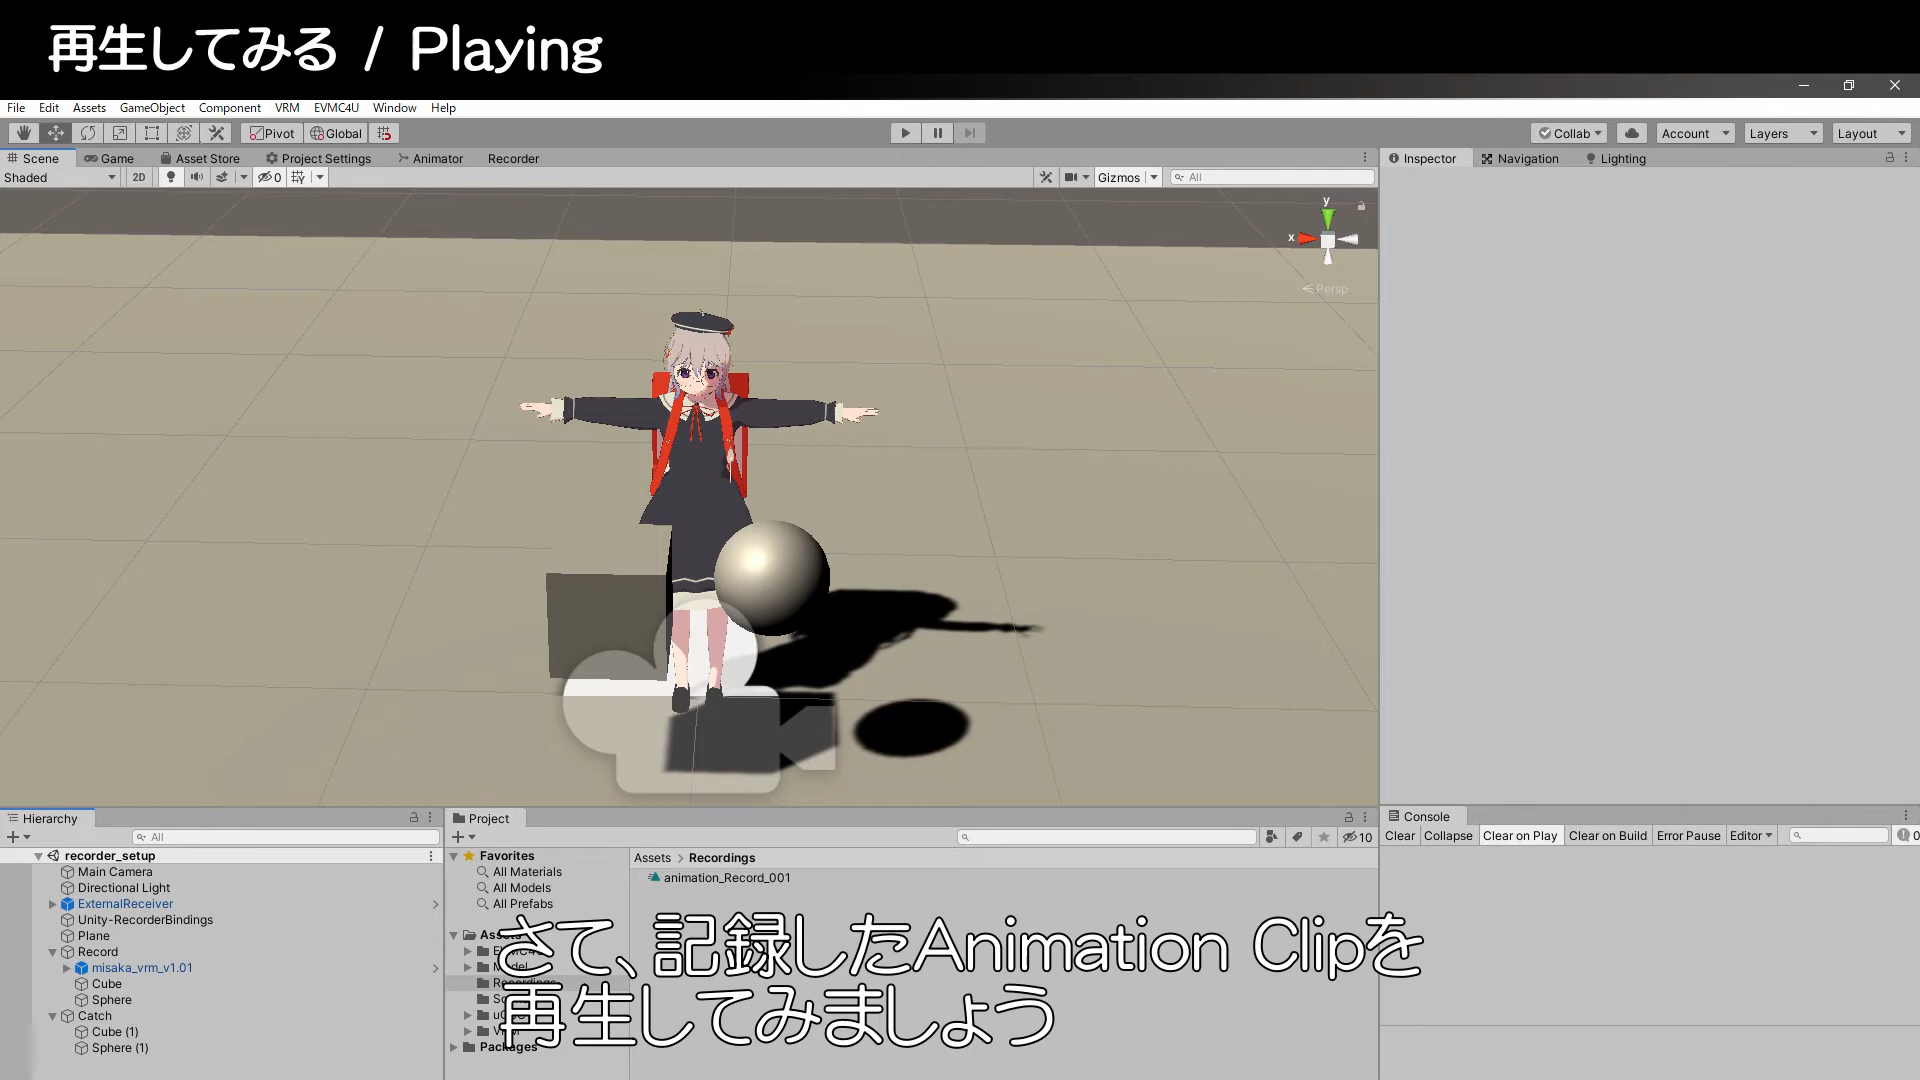 再生してみる / Playing
File Edit Assets GameObject Component VRM EVMC4U Window Help
Pivot Global Collab Account Layers Layout
Scene Game Asset Store Project Settings Animator Recorder
Inspector Navigation Lighting
Shaded 2D 0 Gizmos All
y
x
Persp
Hierarchy
All
recorder_setup
Main Camera
Directional Light
ExternalReceiver
Unity-RecorderBindings
Plane
Record
misaka_vrm_v1.01
Cube
Sphere
Catch
Cube (1)
Sphere (1)
Project
10
Favorites
All Materials
All Models
All Prefabs
Assets
Model
Recordings
Packages
Assets > Recordings
animation_Record_001
Console
Clear Collapse Clear on Play Clear on Build Error Pause Editor 0
さて、記録したAnimation Clipを
再生してみましょう